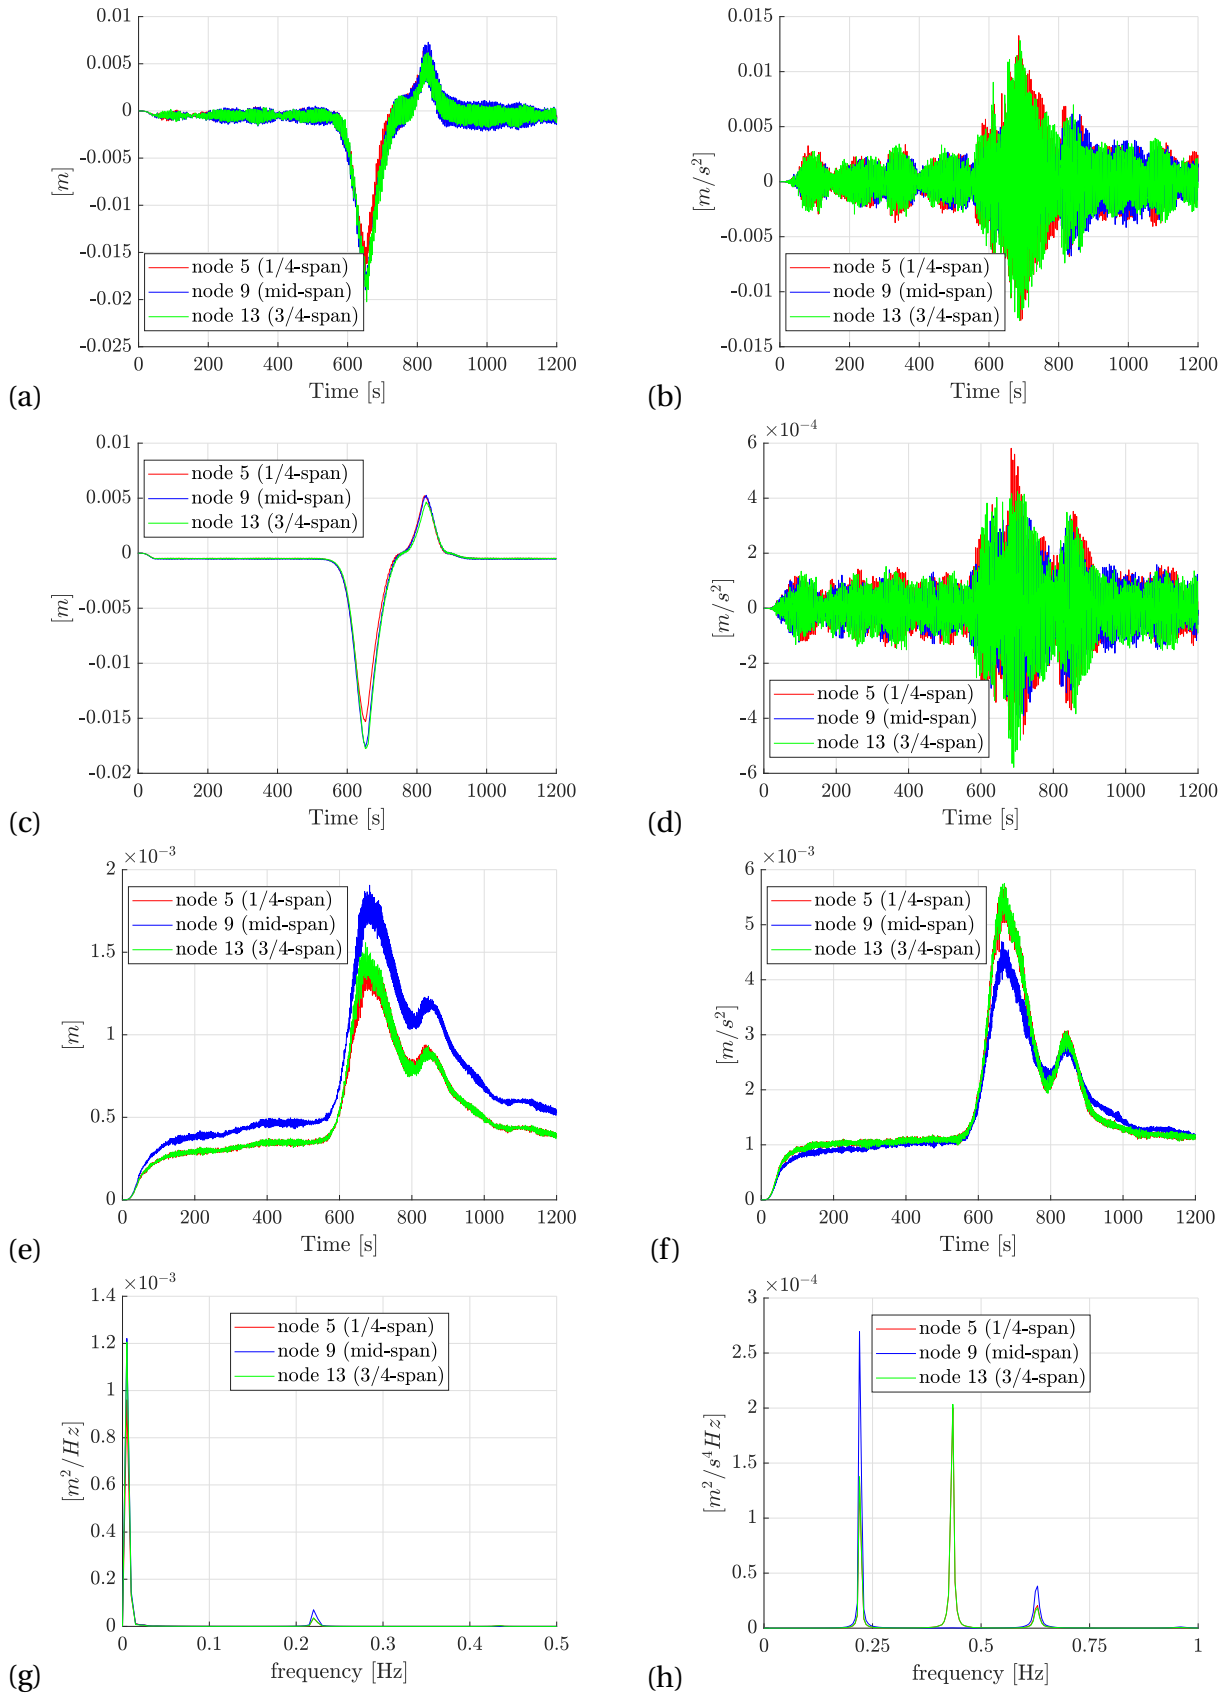 0.01
0.005
0
-0.005
-0.01
-0.015
-0.02
-0.025
[m]
node 5 (1/4-span)
node 9 (mid-span)
node 13 (3/4-span)
0 200 400 600 800 1000 1200
Time [s]
(a)
0.015
0.01
0.005
0
-0.005
-0.01
-0.015
[m/s²]
node 5 (1/4-span)
node 9 (mid-span)
node 13 (3/4-span)
0 200 400 600 800 1000 1200
Time [s]
(b)
0.01
0.005
0
-0.005
-0.01
-0.015
-0.02
[m]
node 5 (1/4-span)
node 9 (mid-span)
node 13 (3/4-span)
0 200 400 600 800 1000 1200
Time [s]
(c)
×10⁻⁴
6
4
2
0
-2
-4
-6
[m/s²]
node 5 (1/4-span)
node 9 (mid-span)
node 13 (3/4-span)
0 200 400 600 800 1000 1200
Time [s]
(d)
×10⁻³
2
1.5
1
0.5
0
[m]
node 5 (1/4-span)
node 9 (mid-span)
node 13 (3/4-span)
0 200 400 600 800 1000 1200
Time [s]
(e)
×10⁻³
6
5
4
3
2
1
0
[m/s²]
node 5 (1/4-span)
node 9 (mid-span)
node 13 (3/4-span)
0 200 400 600 800 1000 1200
Time [s]
(f)
×10⁻³
1.4
1.2
1
0.8
0.6
0.4
0.2
0
[m²/Hz]
node 5 (1/4-span)
node 9 (mid-span)
node 13 (3/4-span)
0 0.1 0.2 0.3 0.4 0.5
frequency [Hz]
(g)
×10⁻⁴
3
2.5
2
1.5
1
0.5
0
[m²/s⁴Hz]
node 5 (1/4-span)
node 9 (mid-span)
node 13 (3/4-span)
0 0.25 0.5 0.75 1
frequency [Hz]
(h)